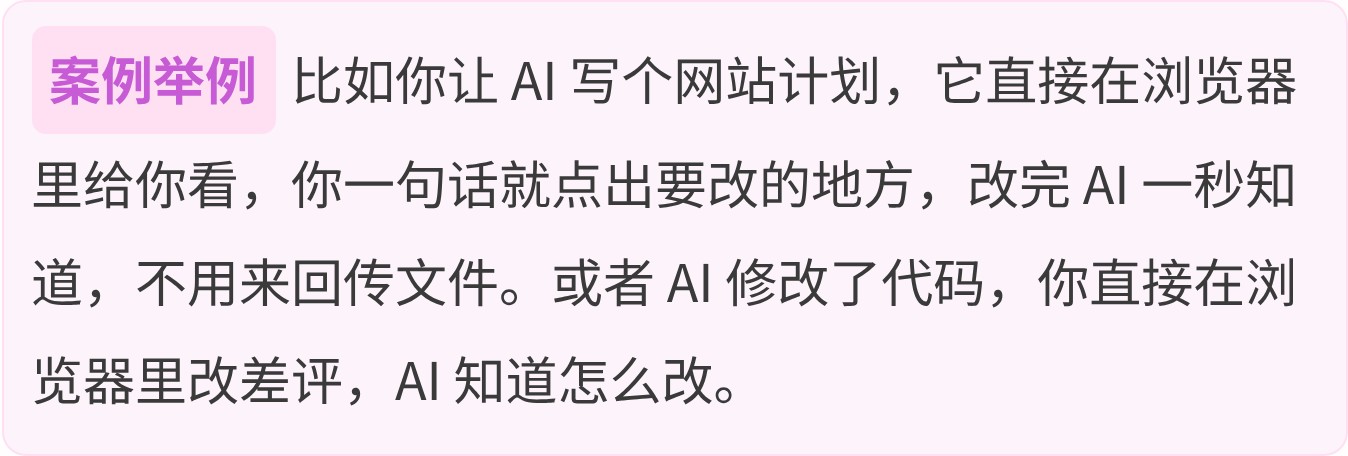 案例举例 比如你让 AI 写个网站计划，它直接在浏览器
里给你看，你一句话就点出要改的地方，改完 AI 一秒知
道，不用来回传文件。或者 AI 修改了代码，你直接在浏
览器里改差评，AI 知道怎么改。